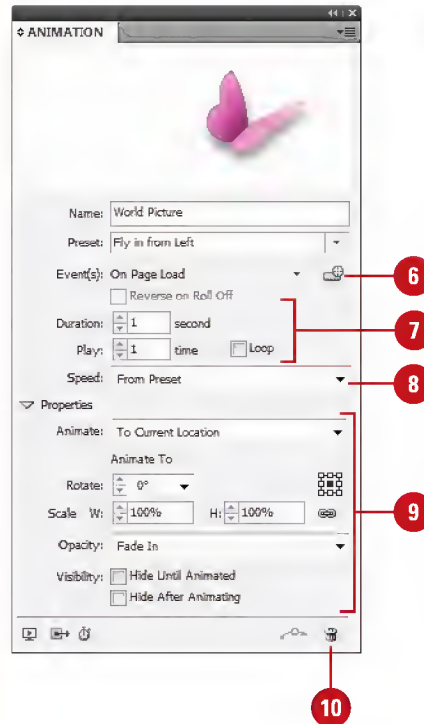 ANIMATION
Name: World Picture
Preset: Fly in from Left
Event(s): On Page Load
6
Reverse on Roll Off
Duration: 1 second
7
Play: 1 time Loop
Speed: From Preset
8
Properties
Animate: To Current Location
Animate To
Rotate: 0°
Scale W: 100% H: 100%
9
Opacity: Fade In
Visibility: Hide Until Animated
Hide After Animating
10